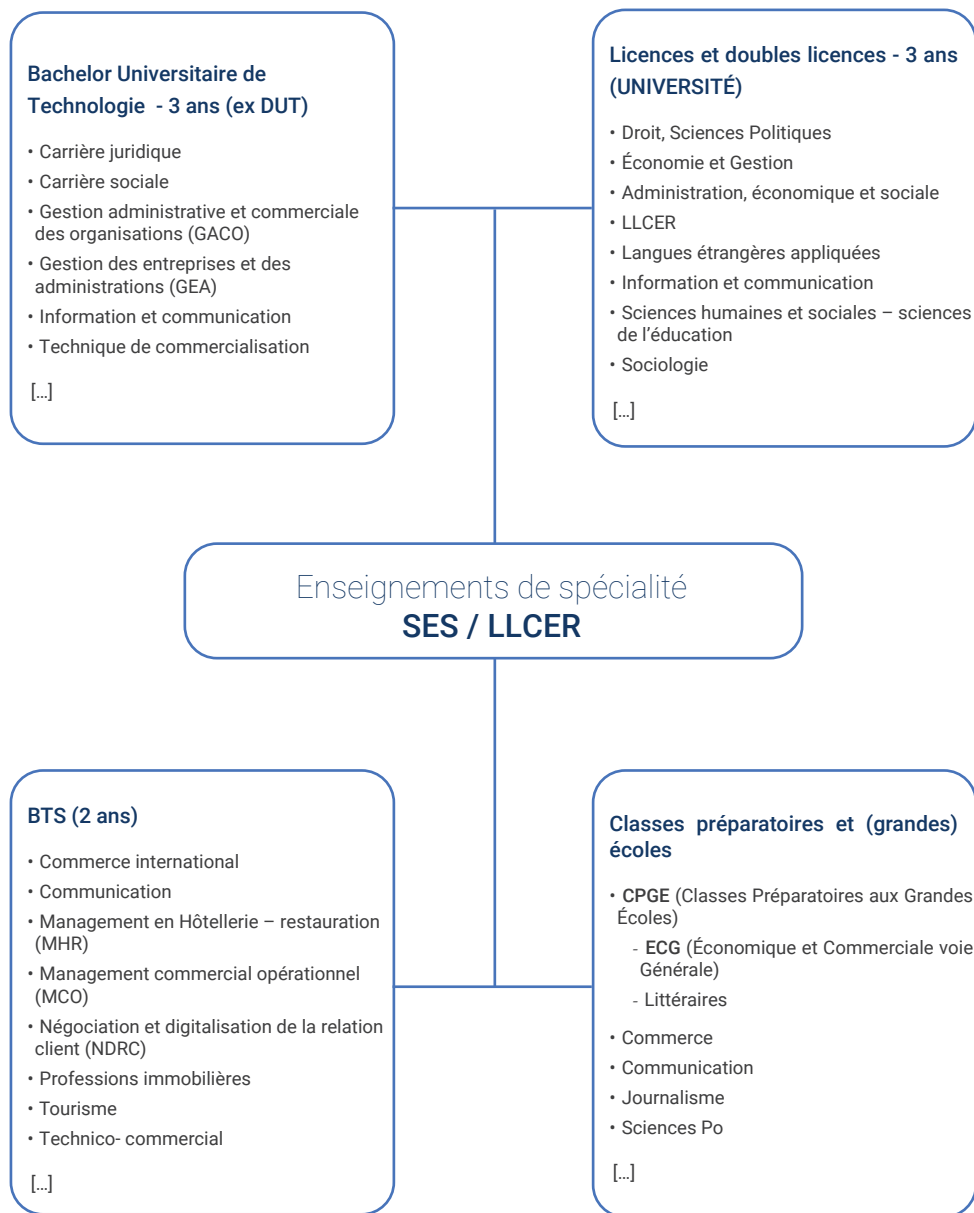 Bachelor Universitaire de
Technologie - 3 ans (ex DUT)
• Carrière juridique
• Carrière sociale
• Gestion administrative et commerciale
des organisations (GACO)
• Gestion des entreprises et des
administrations (GEA)
• Information et communication
• Technique de commercialisation
[...]
Licences et doubles licences - 3 ans
(UNIVERSITÉ)
• Droit, Sciences Politiques
• Économie et Gestion
• Administration, économique et sociale
• LLCER
• Langues étrangères appliquées
• Information et communication
• Sciences humaines et sociales – sciences
de l'éducation
• Sociologie
[...]
Enseignements de spécialité
SES / LLCER
BTS (2 ans)
• Commerce international
• Communication
• Management en Hôtellerie – restauration
(MHR)
• Management commercial opérationnel
(MCO)
• Négociation et digitalisation de la relation
client (NDRC)
• Professions immobilières
• Tourisme
• Technico- commercial
[...]
Classes préparatoires et (grandes)
écoles
• CPGE (Classes Préparatoires aux Grandes
Écoles)
- ECG (Économique et Commerciale voie
Générale)
- Littéraires
• Commerce
• Communication
• Journalisme
• Sciences Po
[...]